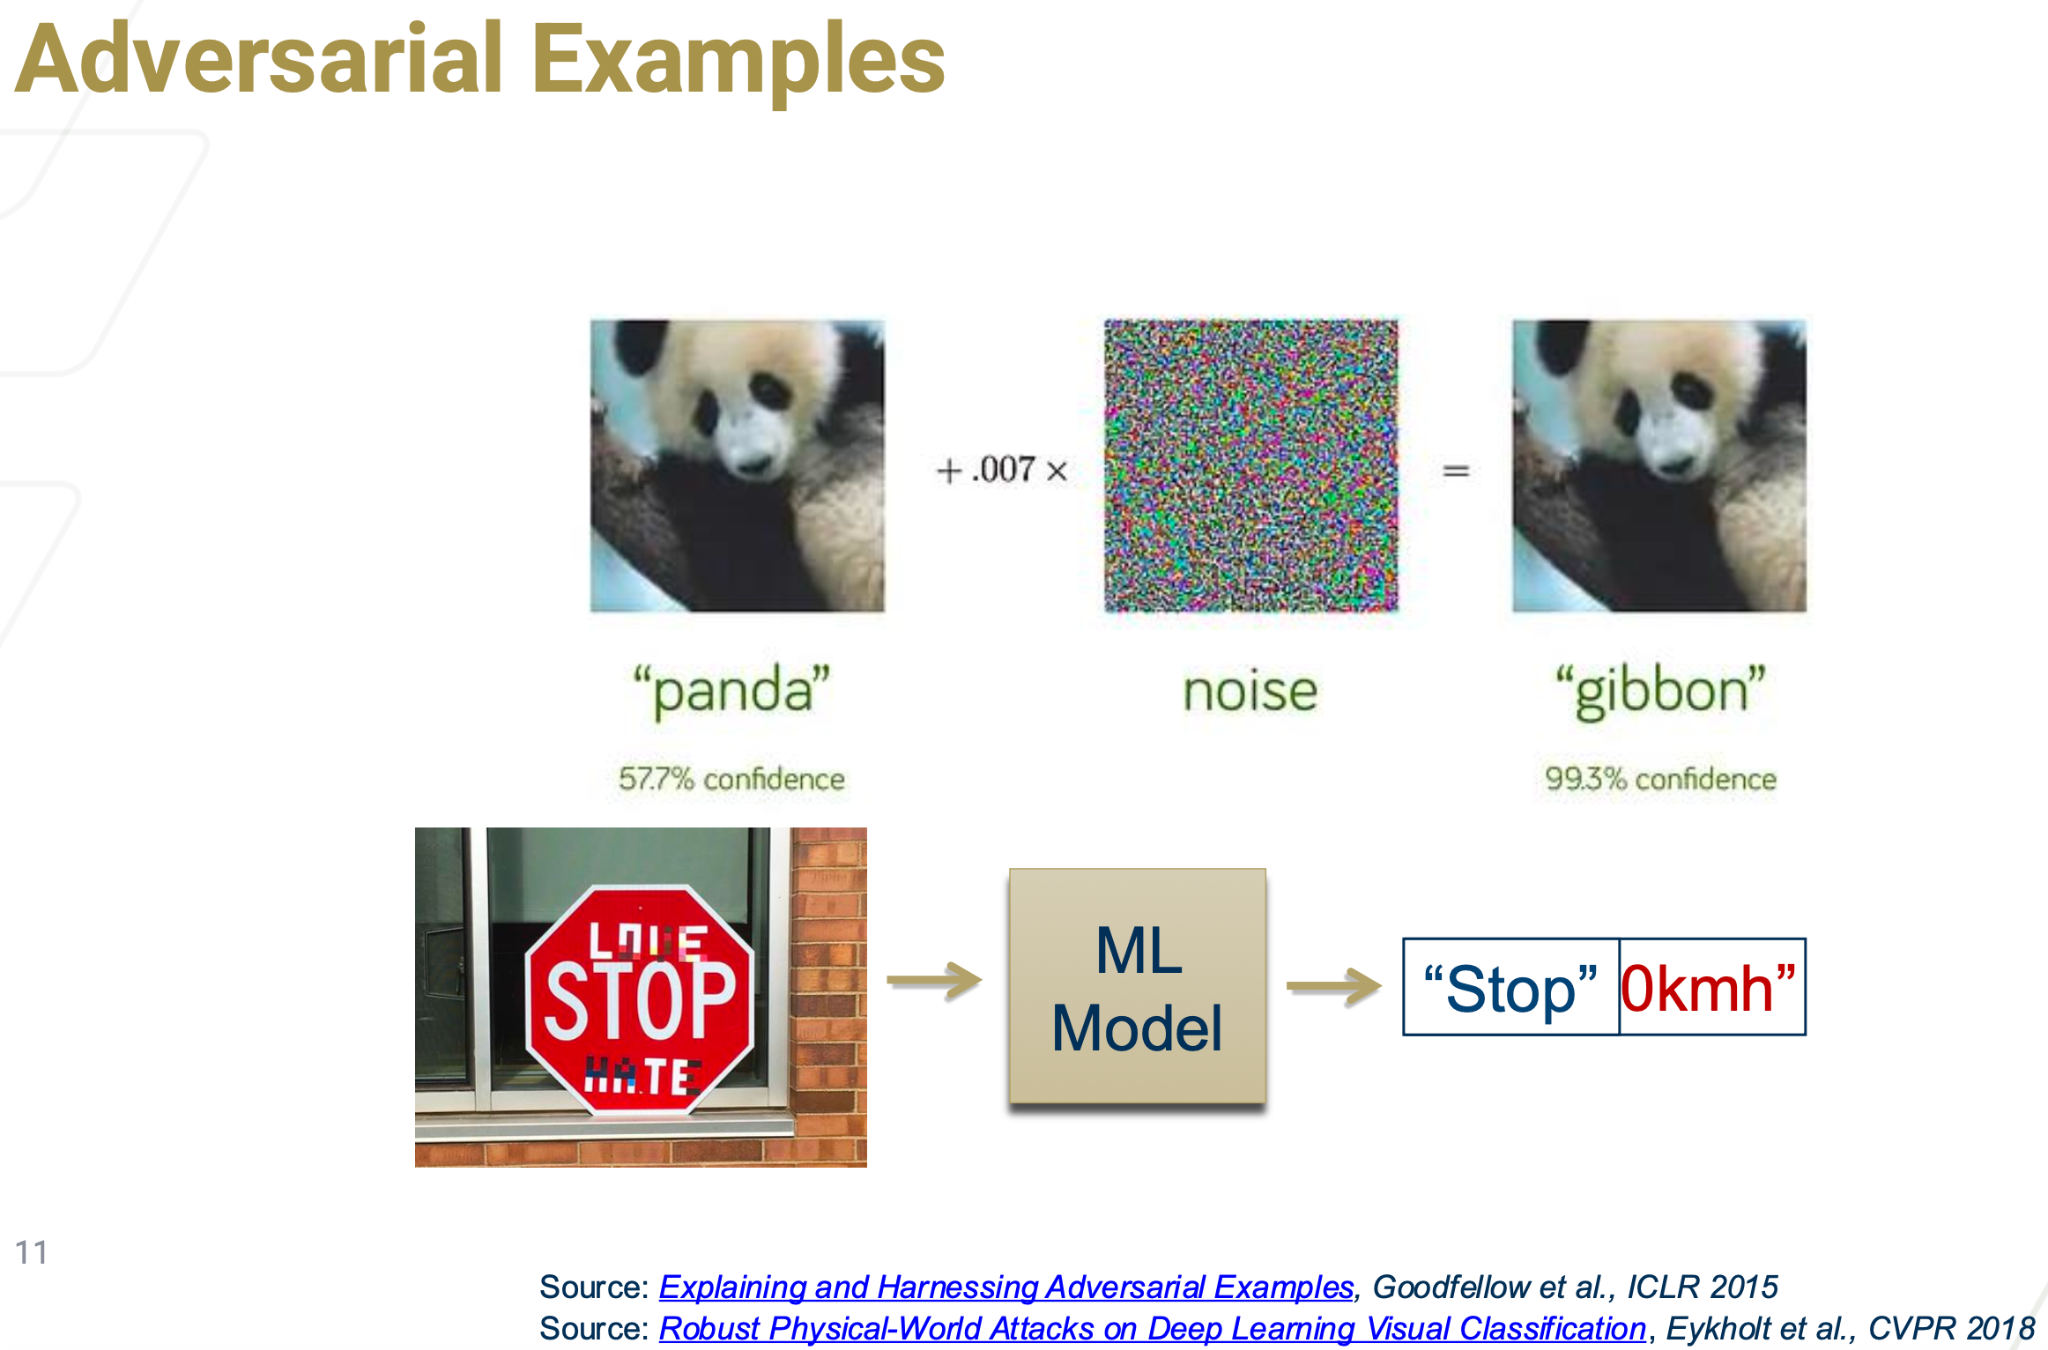 Adversarial Examples
+ .007 ×
=
“panda”
noise
“gibbon”
57.7% confidence
99.3% confidence
LOVE
STOP
HATE
ML
Model
“Stop”
0kmh”
11
Source: Explaining and Harnessing Adversarial Examples, Goodfellow et al., ICLR 2015
Source: Robust Physical-World Attacks on Deep Learning Visual Classification, Eykholt et al., CVPR 2018